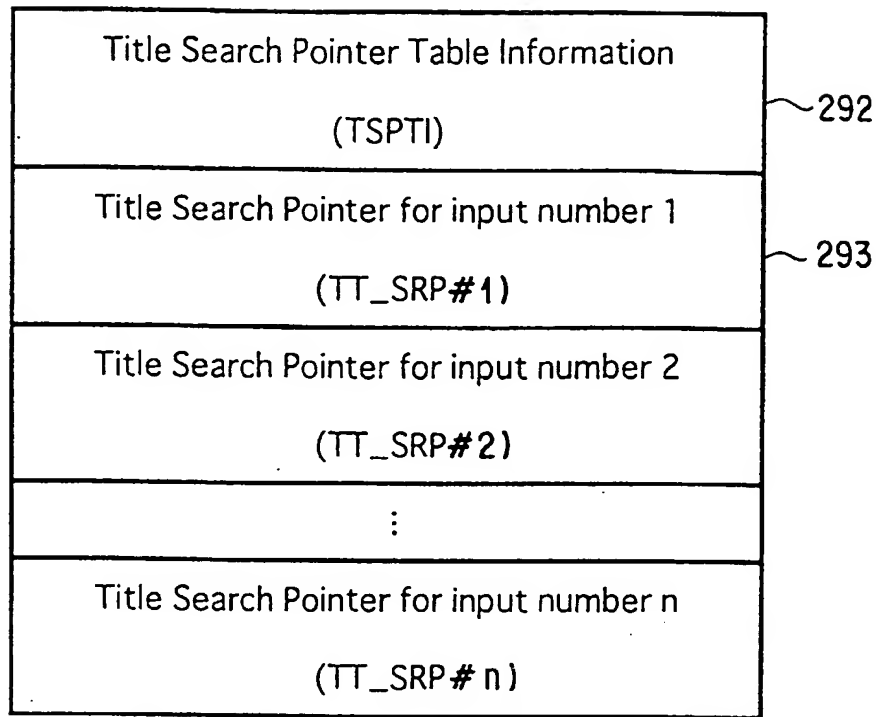 Title Search Pointer Table Information
(TSPTI)
292
Title Search Pointer for input number 1
(TT_SRP#1)
293
Title Search Pointer for input number 2
(TT_SRP#2)
⋮
Title Search Pointer for input number n
(TT_SRP#n)